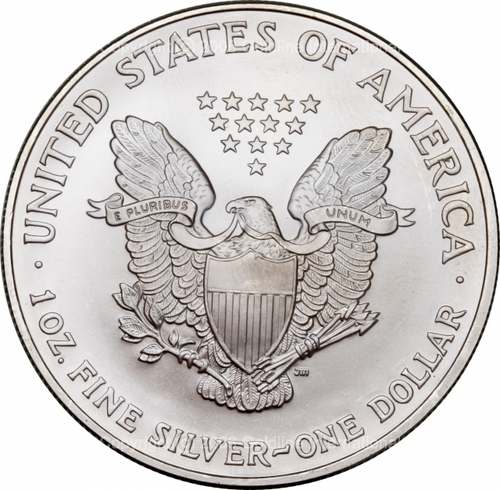 UNITED STATES OF AMERICA
E PLURIBUS
UNUM
1 OZ. FINE SILVER~ONE DOLLAR